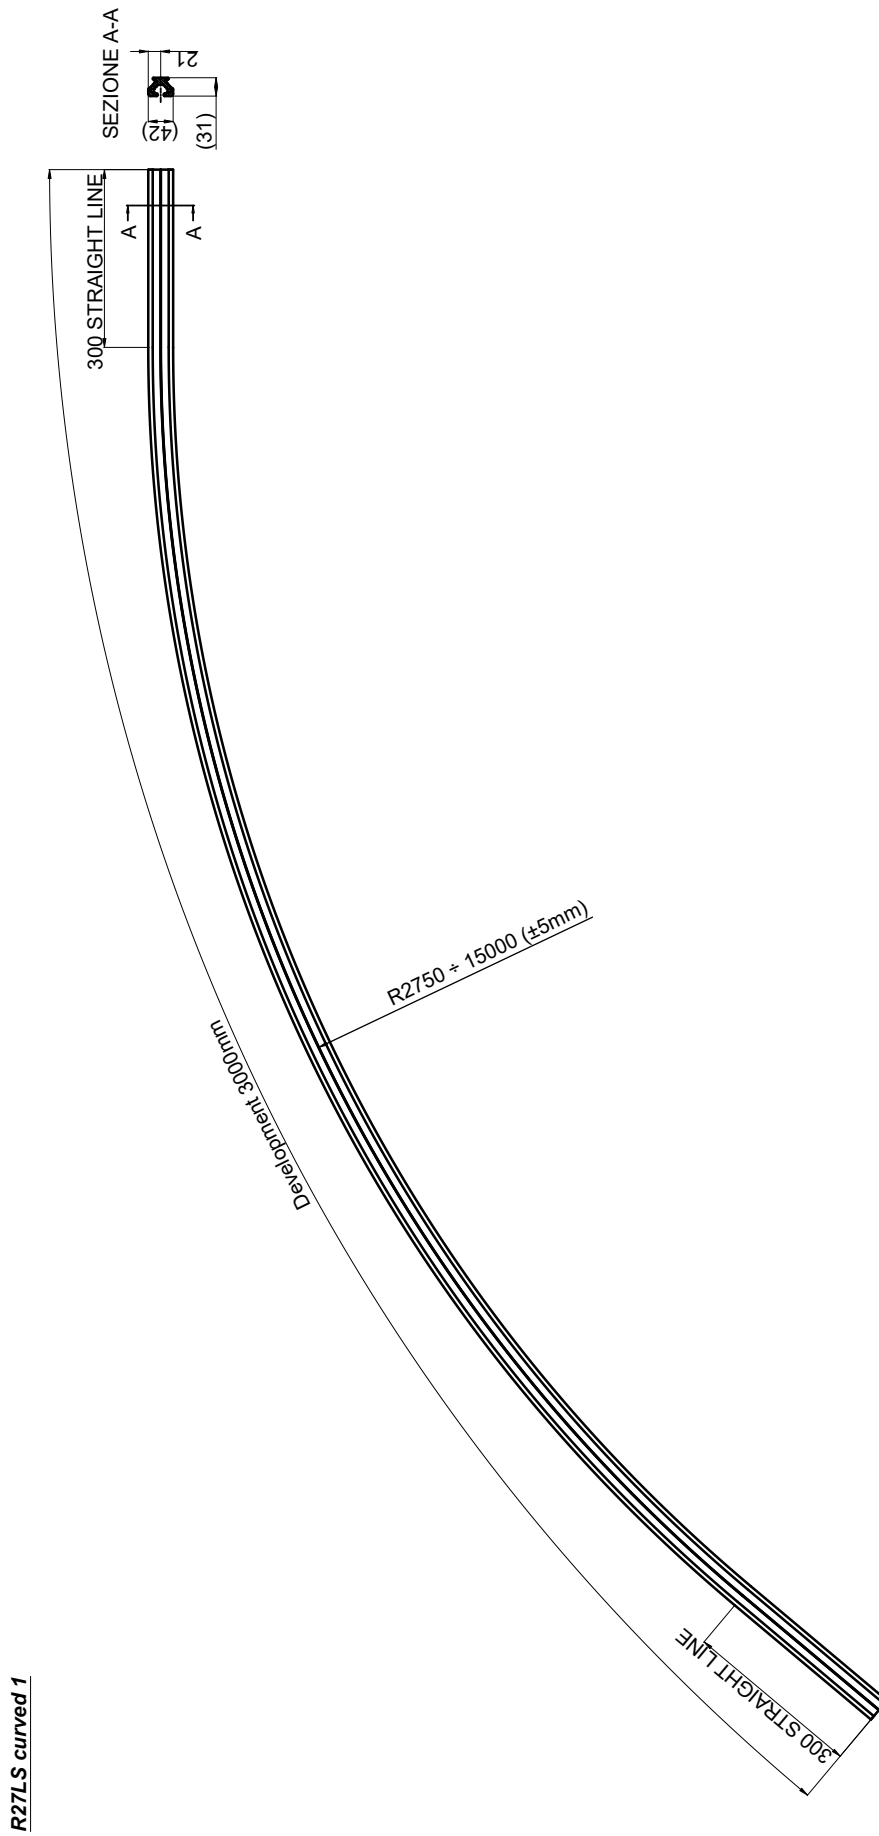 R27LS curved 1
SEZIONE A-A
21
(42)
(31)
300 STRAIGHT LINE
A
A
R2750 ÷ 15000 (±5mm)
Development 3000mm
300 STRAIGHT LINE